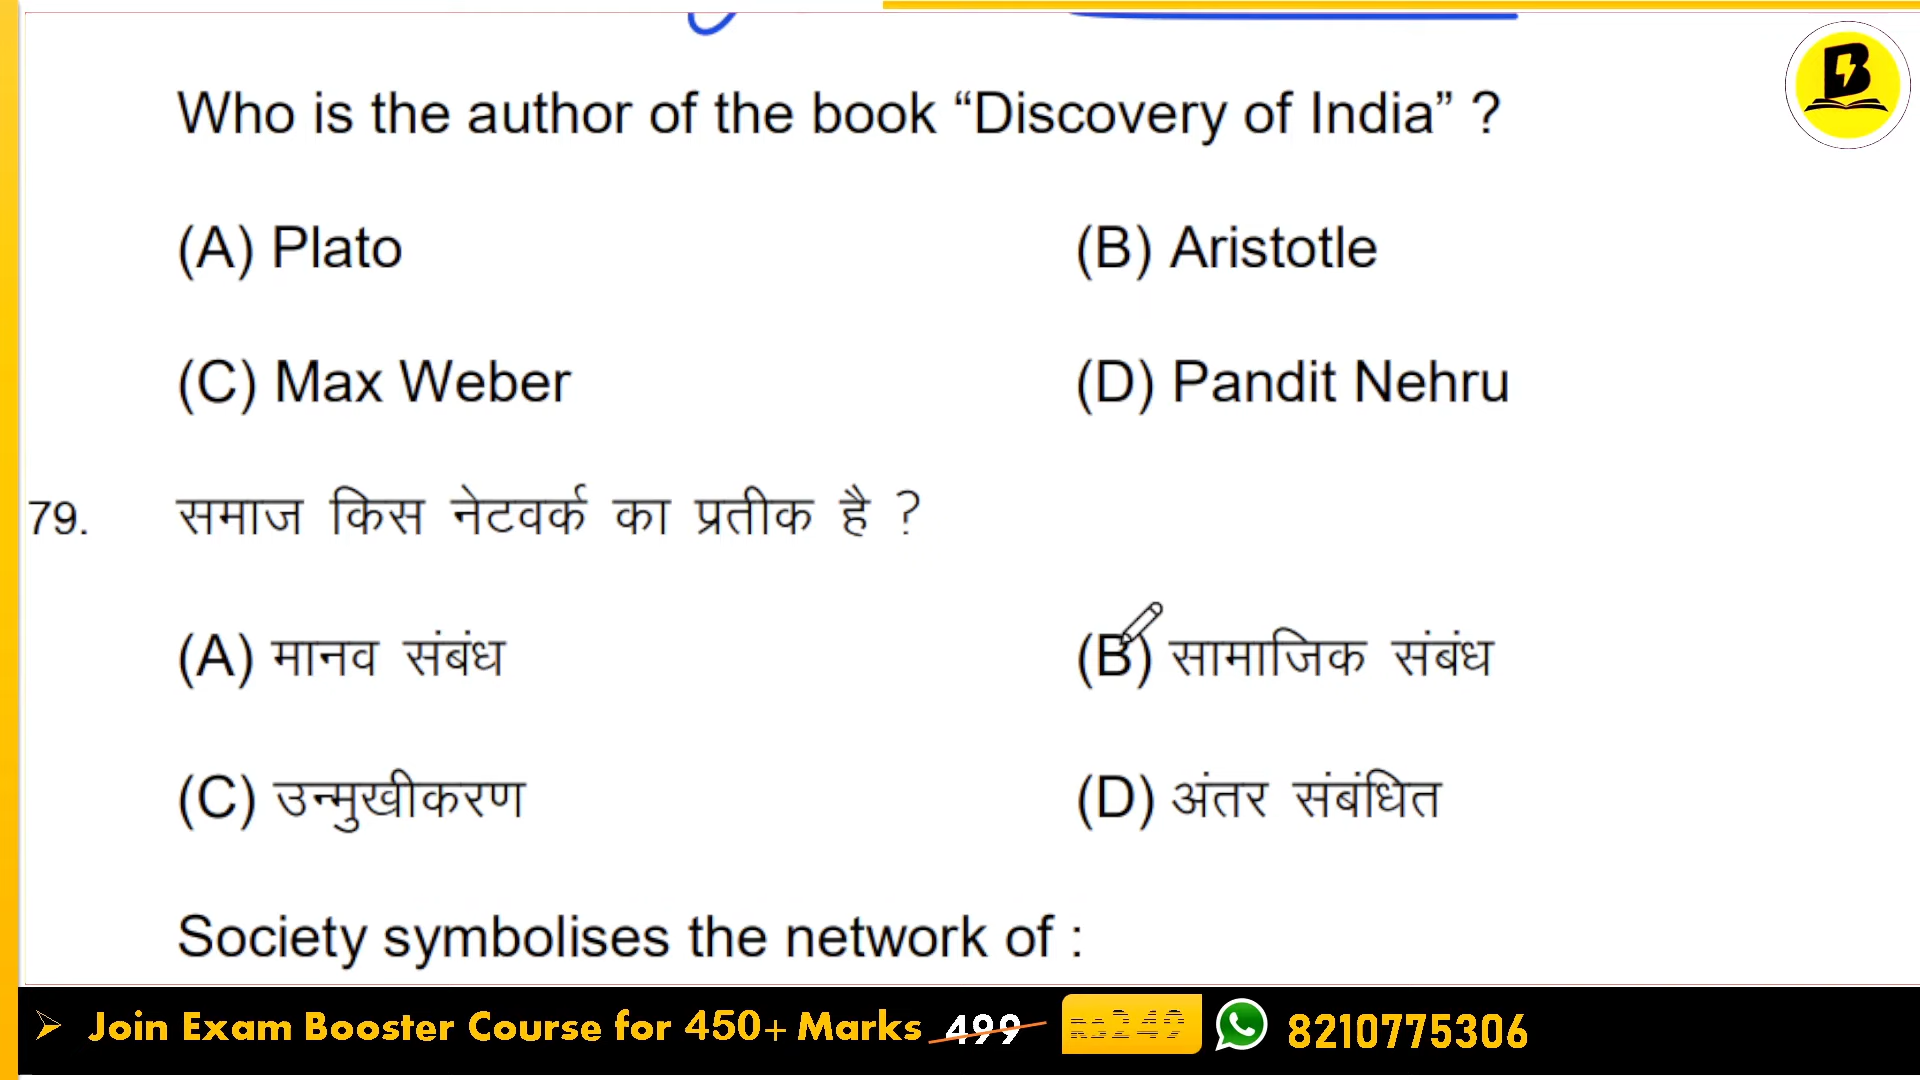 Who is the author of the book “Discovery of India” ?
(A) Plato (B) Aristotle
(C) Max Weber (D) Pandit Nehru
79. समाज किस नेटवर्क का प्रतीक है ?
(A) मानव संबंध (B) सामाजिक संबंध
(C) उन्मुखीकरण (D) अंतर संबंधित
Society symbolises the network of :
Join Exam Booster Course for 450+ Marks 499 Rs249 8210775306